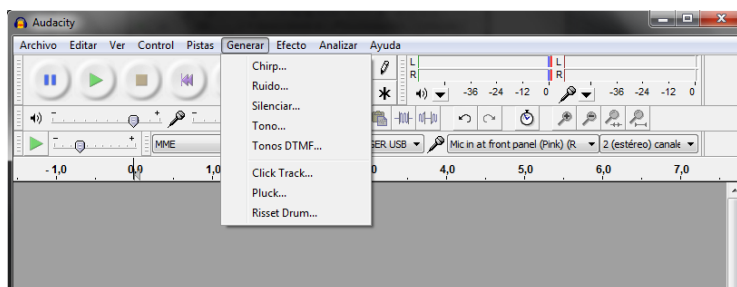 Audacity
Archivo Editar Ver Control Pistas Generar Efecto Analizar Ayuda
Chirp...
Ruido...
Silenciar...
Tono...
Tonos DTMF...
Click Track...
Pluck...
Risset Drum...
L L
R R
-36 -24 -12 0 -36 -24 -12 0
MME
SER USB Mic in at front panel (Pink) (R 2 (estéreo) canale
- 1,0 0,0 1,0 4,0 5,0 6,0 7,0